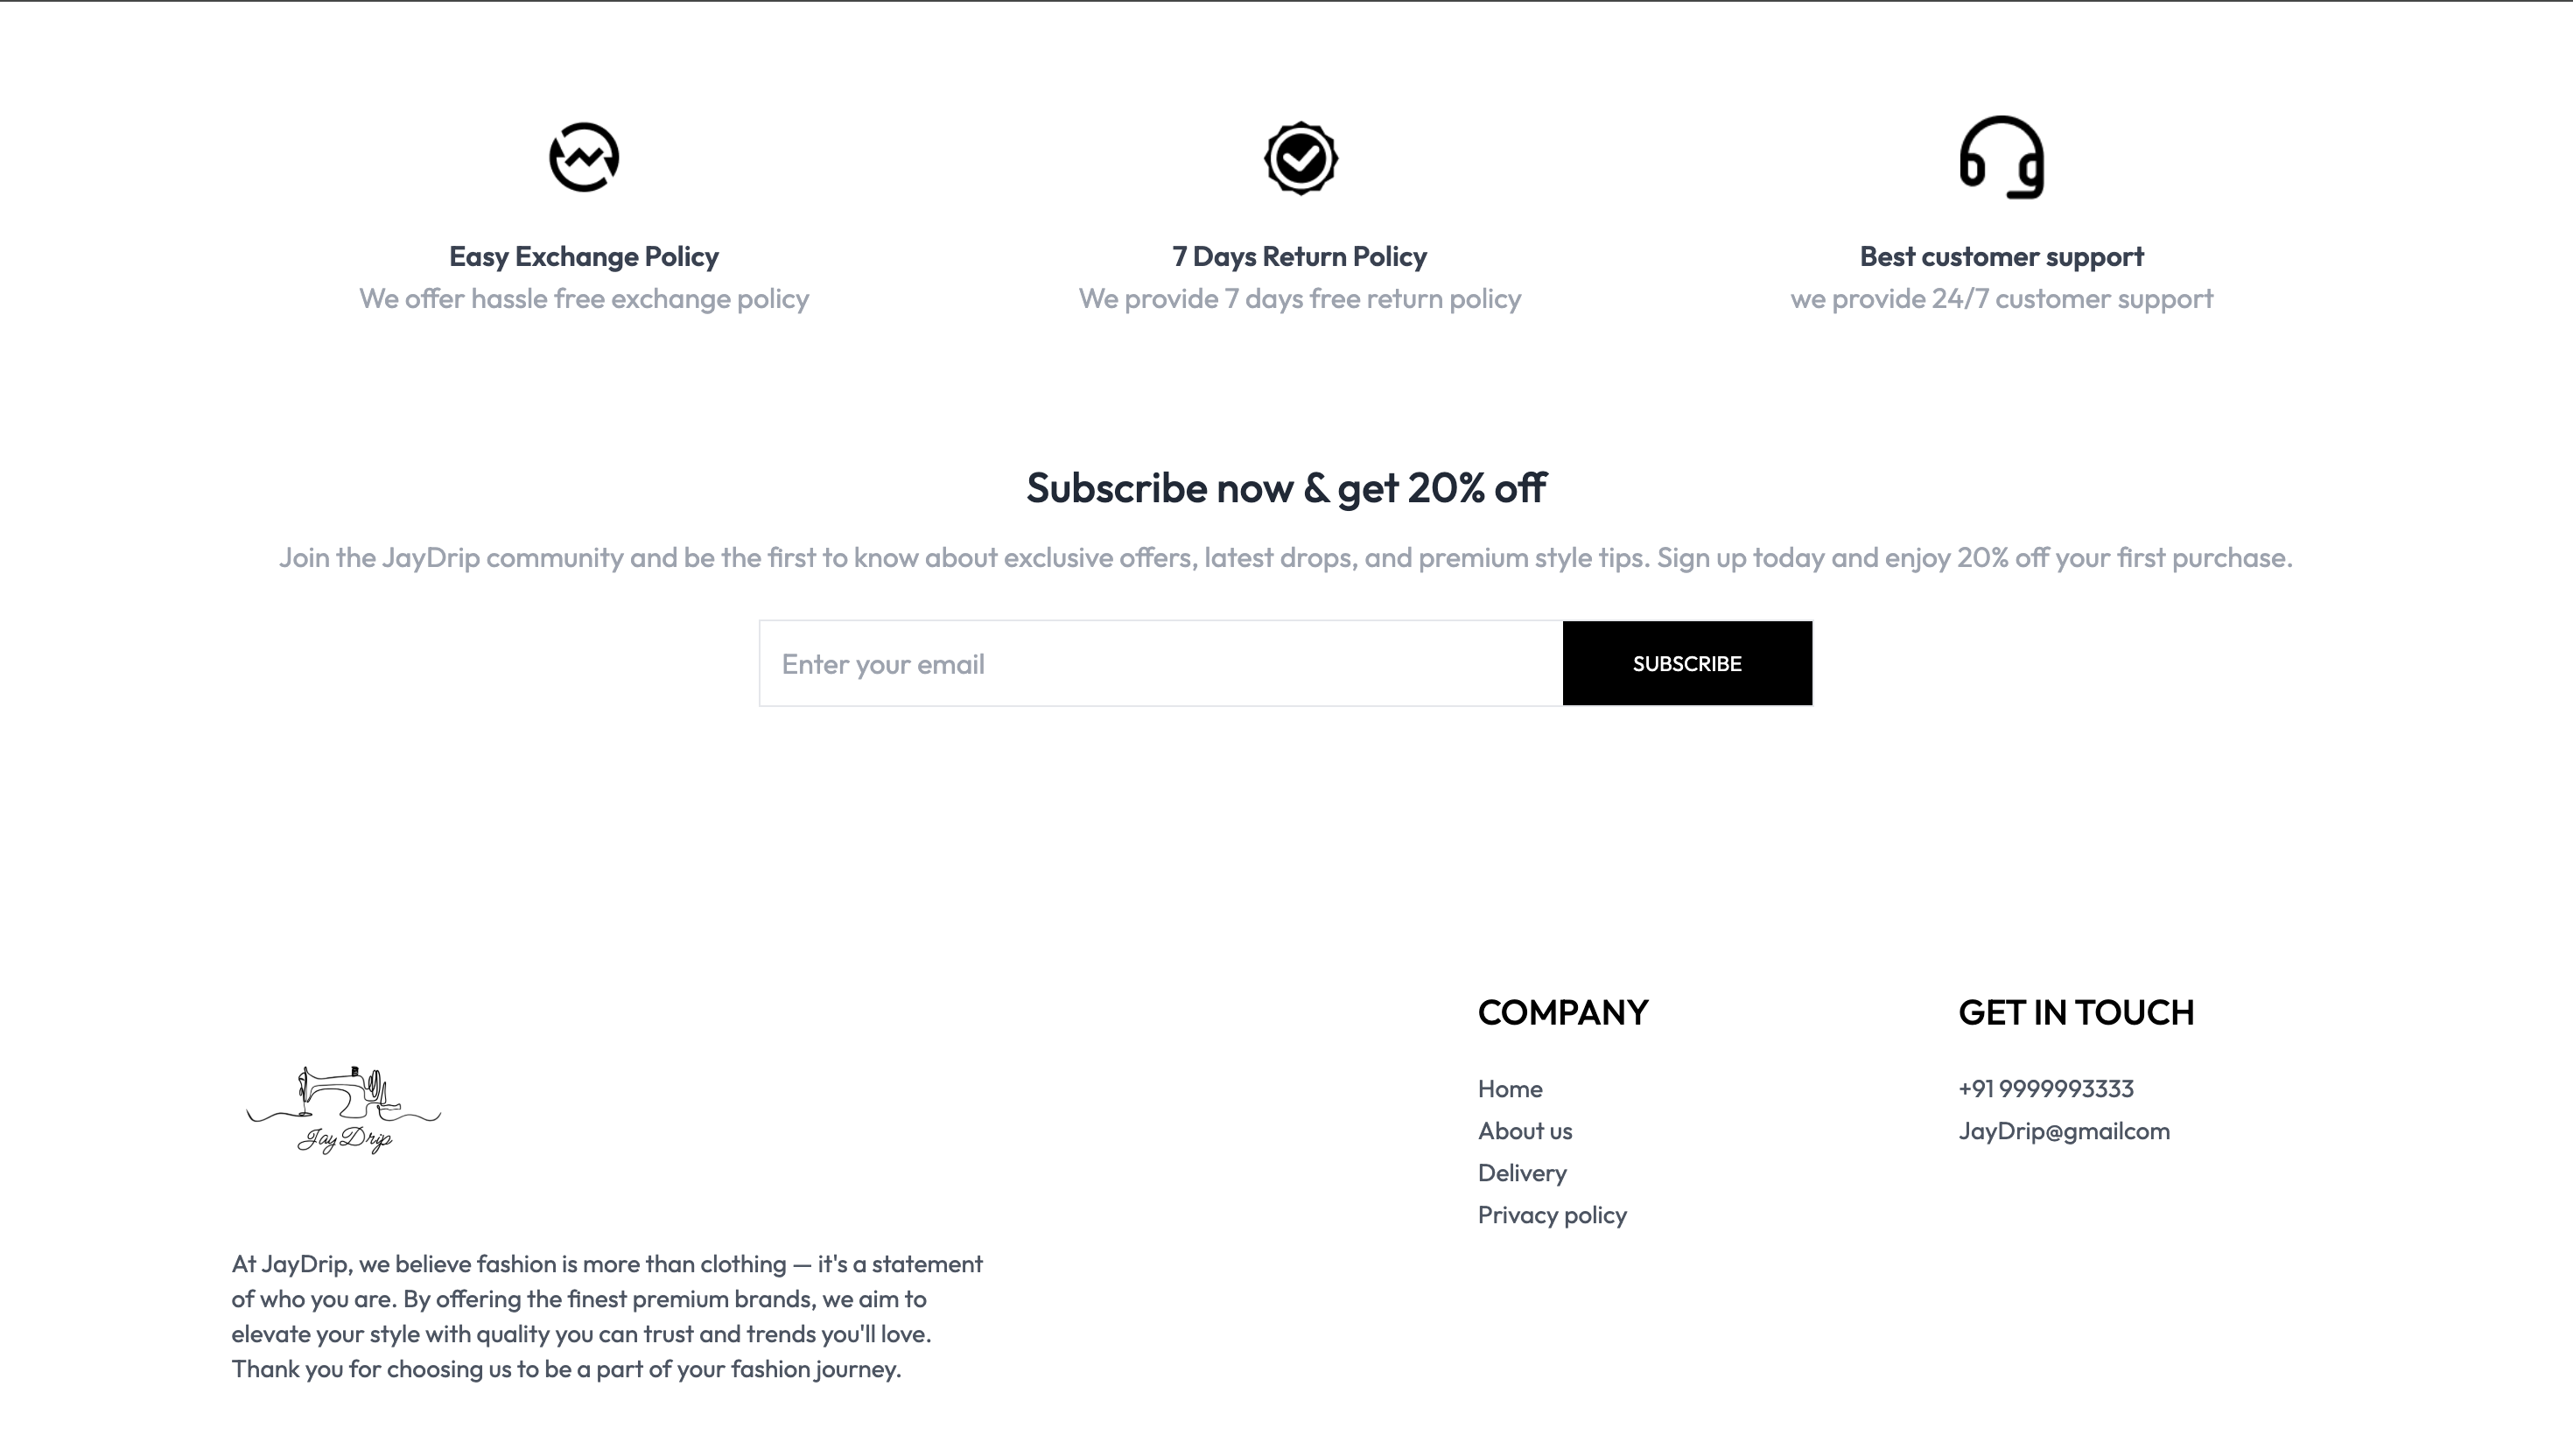 Easy Exchange Policy
We offer hassle free exchange policy
7 Days Return Policy
We provide 7 days free return policy
Best customer support
we provide 24/7 customer support
Subscribe now & get 20% off
Join the JayDrip community and be the first to know about exclusive offers, latest drops, and premium style tips. Sign up today and enjoy 20% off your first purchase.
Enter your email
SUBSCRIBE
Jay Drip
At JayDrip, we believe fashion is more than clothing — it's a statement
of who you are. By offering the finest premium brands, we aim to
elevate your style with quality you can trust and trends you'll love.
Thank you for choosing us to be a part of your fashion journey.
COMPANY
Home
About us
Delivery
Privacy policy
GET IN TOUCH
+91 9999993333
JayDrip@gmailcom